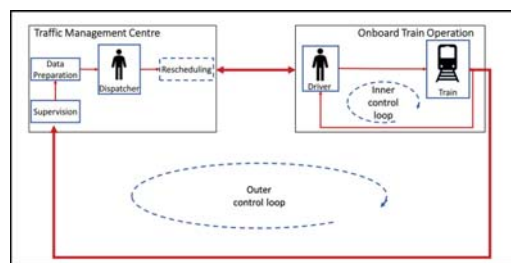 Traffic Management Centre
Onboard Train Operation
Data
Preparation
Dispatcher
Rescheduling
Supervision
Driver
Train
Inner
control
loop
Outer
control loop